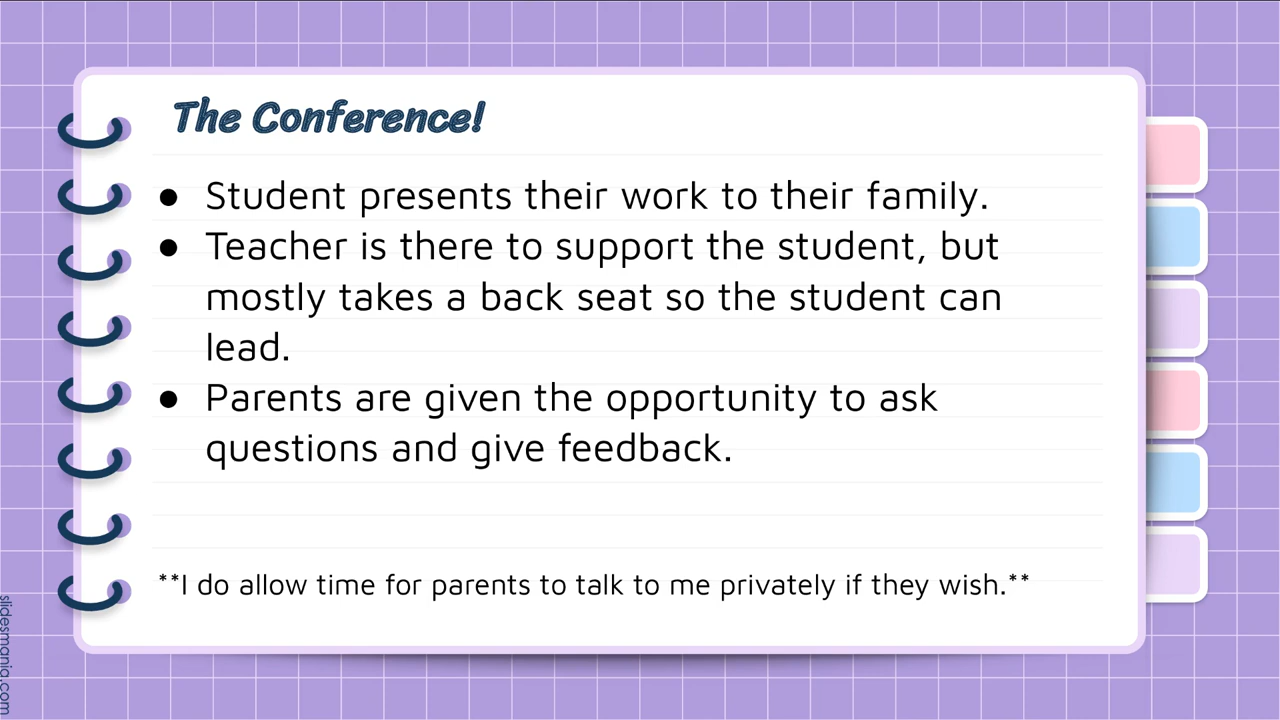 The Conference!
● Student presents their work to their family.
● Teacher is there to support the student, but
mostly takes a back seat so the student can
lead.
● Parents are given the opportunity to ask
questions and give feedback.
**I do allow time for parents to talk to me privately if they wish.**
slidesmania.com